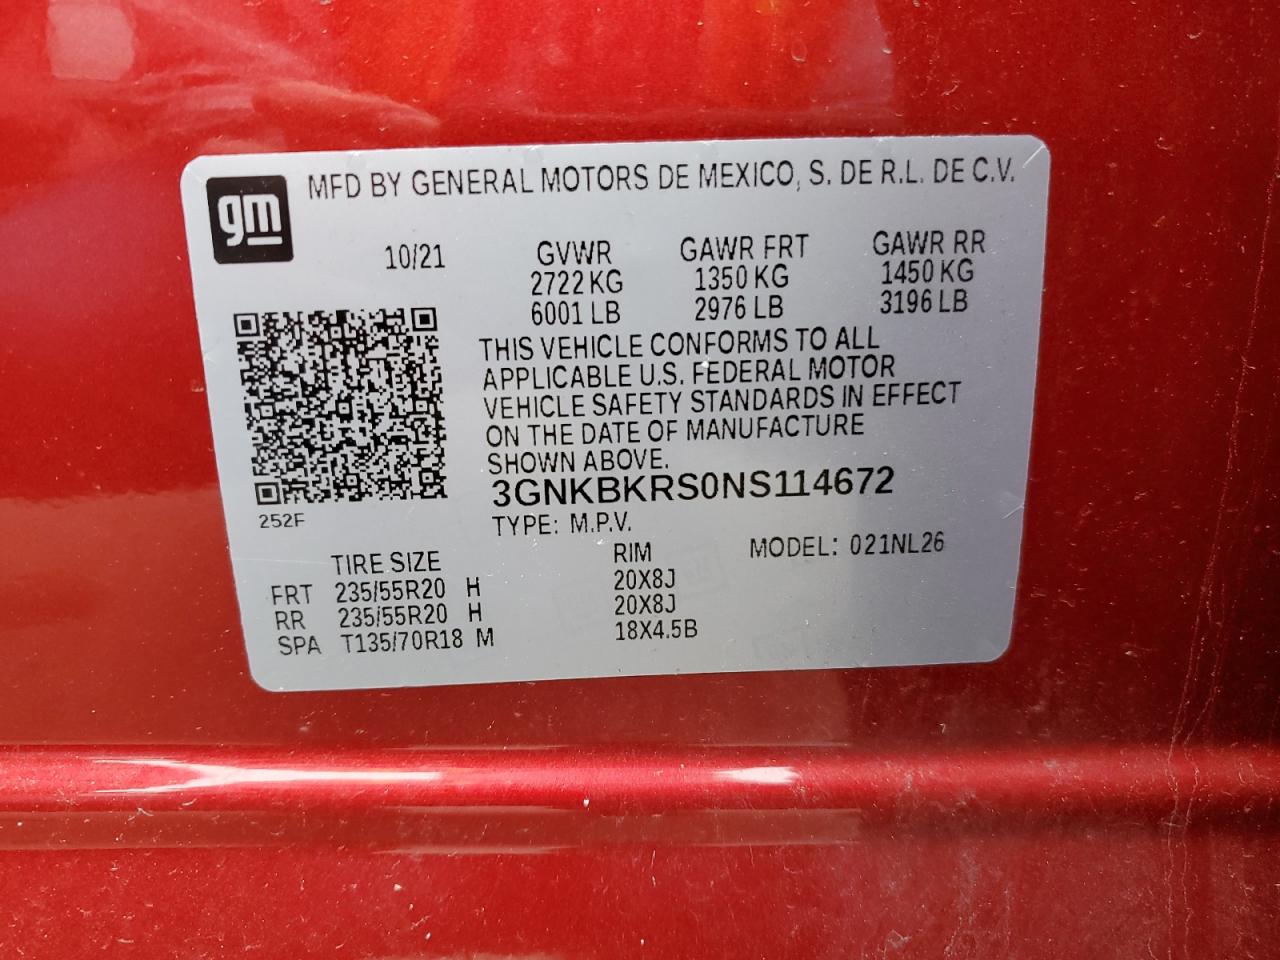 gm
MFD BY GENERAL MOTORS DE MEXICO, S. DE R.L. DE C.V.
10/21 GVWR GAWR FRT GAWR RR
2722 KG 1350 KG 1450 KG
6001 LB 2976 LB 3196 LB
THIS VEHICLE CONFORMS TO ALL
APPLICABLE U.S. FEDERAL MOTOR
VEHICLE SAFETY STANDARDS IN EFFECT
ON THE DATE OF MANUFACTURE
SHOWN ABOVE.
3GNKBKRS0NS114672
252F
TYPE: M.P.V.
MODEL: 021NL26
TIRE SIZE RIM
FRT 235/55R20 H 20X8J
RR 235/55R20 H 20X8J
SPA T135/70R18 M 18X4.5B